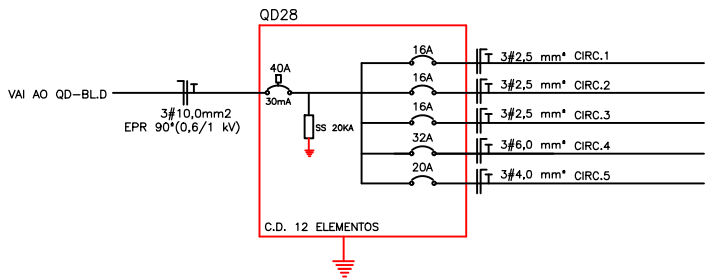 QD28
VAI AO QD-BL.D
T
3#10,0mm2
EPR 90°(0,6/1 kV)
40A
30mA
SS 20KA
16A
T 3#2,5 mm² CIRC.1
16A
T 3#2,5 mm² CIRC.2
16A
T 3#2,5 mm² CIRC.3
32A
T 3#6,0 mm² CIRC.4
20A
T 3#4,0 mm² CIRC.5
C.D. 12 ELEMENTOS